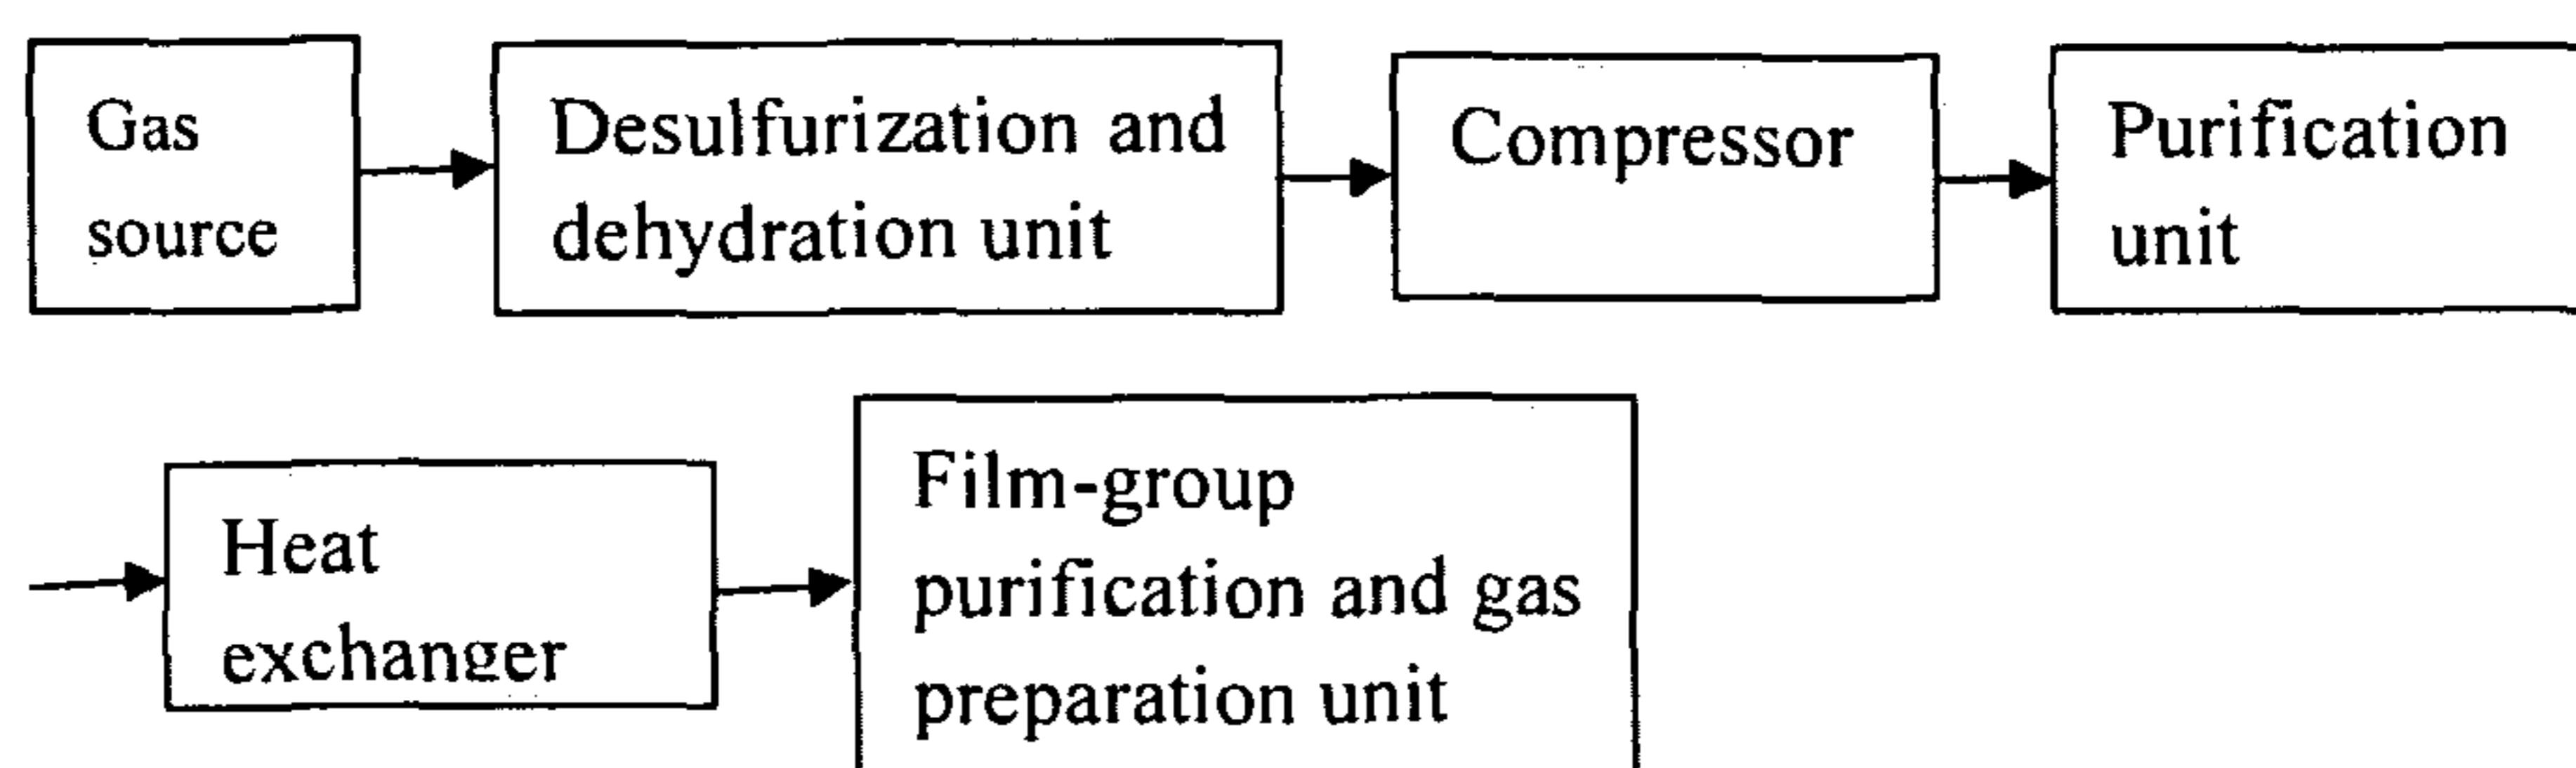 Gas
source
Desulfurization and
dehydration unit
Compressor
Purification
unit
Heat
exchanger
Film-group
purification and gas
preparation unit